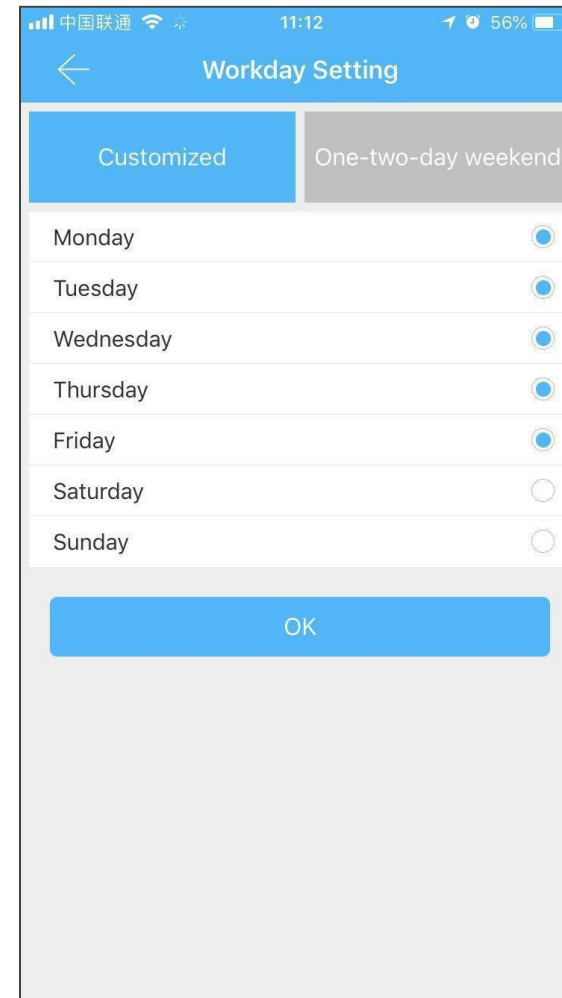 中国联通 11:12 56%
Workday Setting
Customized One-two-day weekend
Monday
Tuesday
Wednesday
Thursday
Friday
Saturday
Sunday
OK